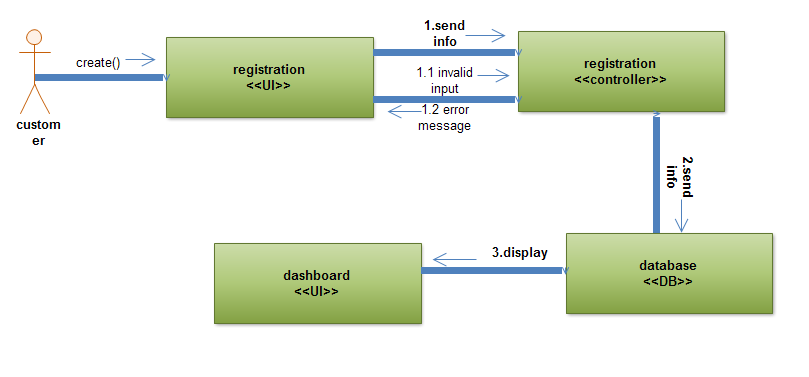 create()
custom
er
registration
<<UI>>
1.send
info
1.1 invalid
input
1.2 error
message
registration
<<controller>>
2.send
info
database
<<DB>>
3.display
dashboard
<<UI>>